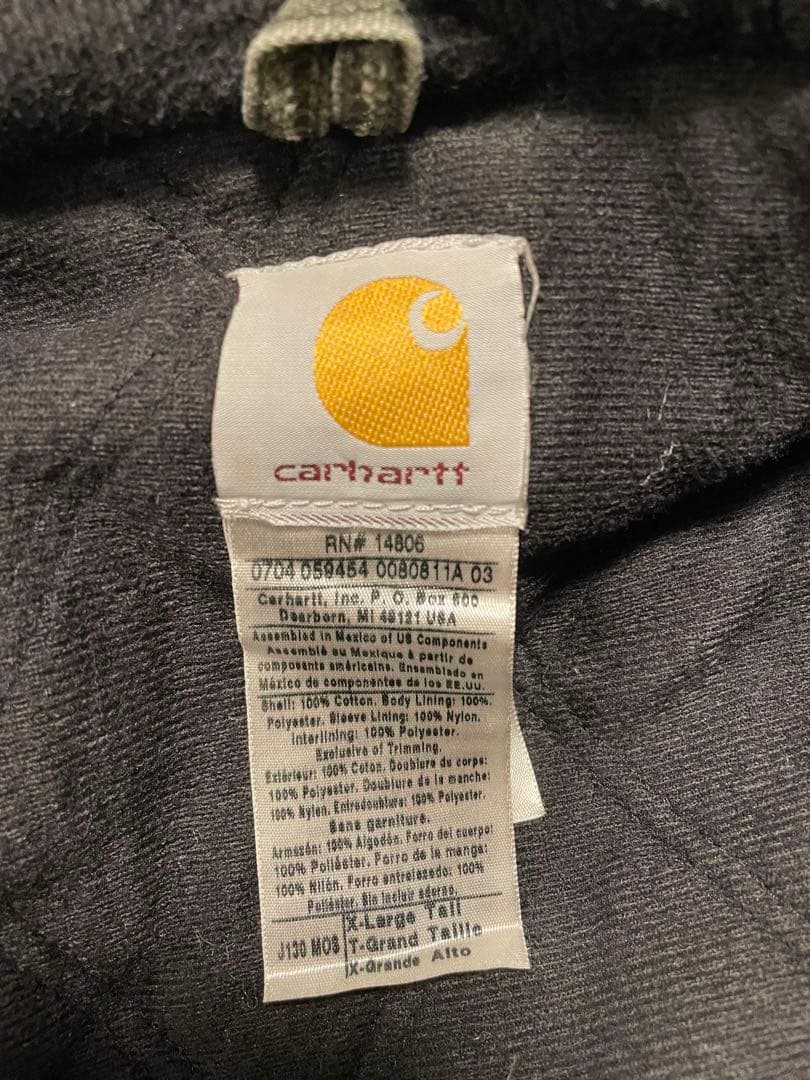 carhartt
RN# 14806
0704 059454 0080811A 03
Carhartt, Inc. P. O. Box 600
Dearborn, MI 48121 USA
Assembled in Mexico of US Components
Assemblé au Mexique à partir de
composants américains. Ensamblado en
México de componentes de los EE.UU.
Shell: 100% Cotton. Body Lining: 100%.
Polyester. Sleeve Lining: 100% Nylon.
Interlining: 100% Polyester.
Exclusive of Trimming.
Extérieur: 100% Coton. Doublure du corps:
100% Polyester. Doublure de la manche:
100% Nylon, Entredoublure: 100% Polyester.
Sans garniture.
Armazón: 100% Algodón. Forro del cuerpo:
100% Poliéster. Forro de la manga:
100% Nilón. Forro entrelazado: 100%
Poliéster. Sin incluir aderno.
J130 MOS
X-Large Tall
T-Grand Taille
X-Grande Alto